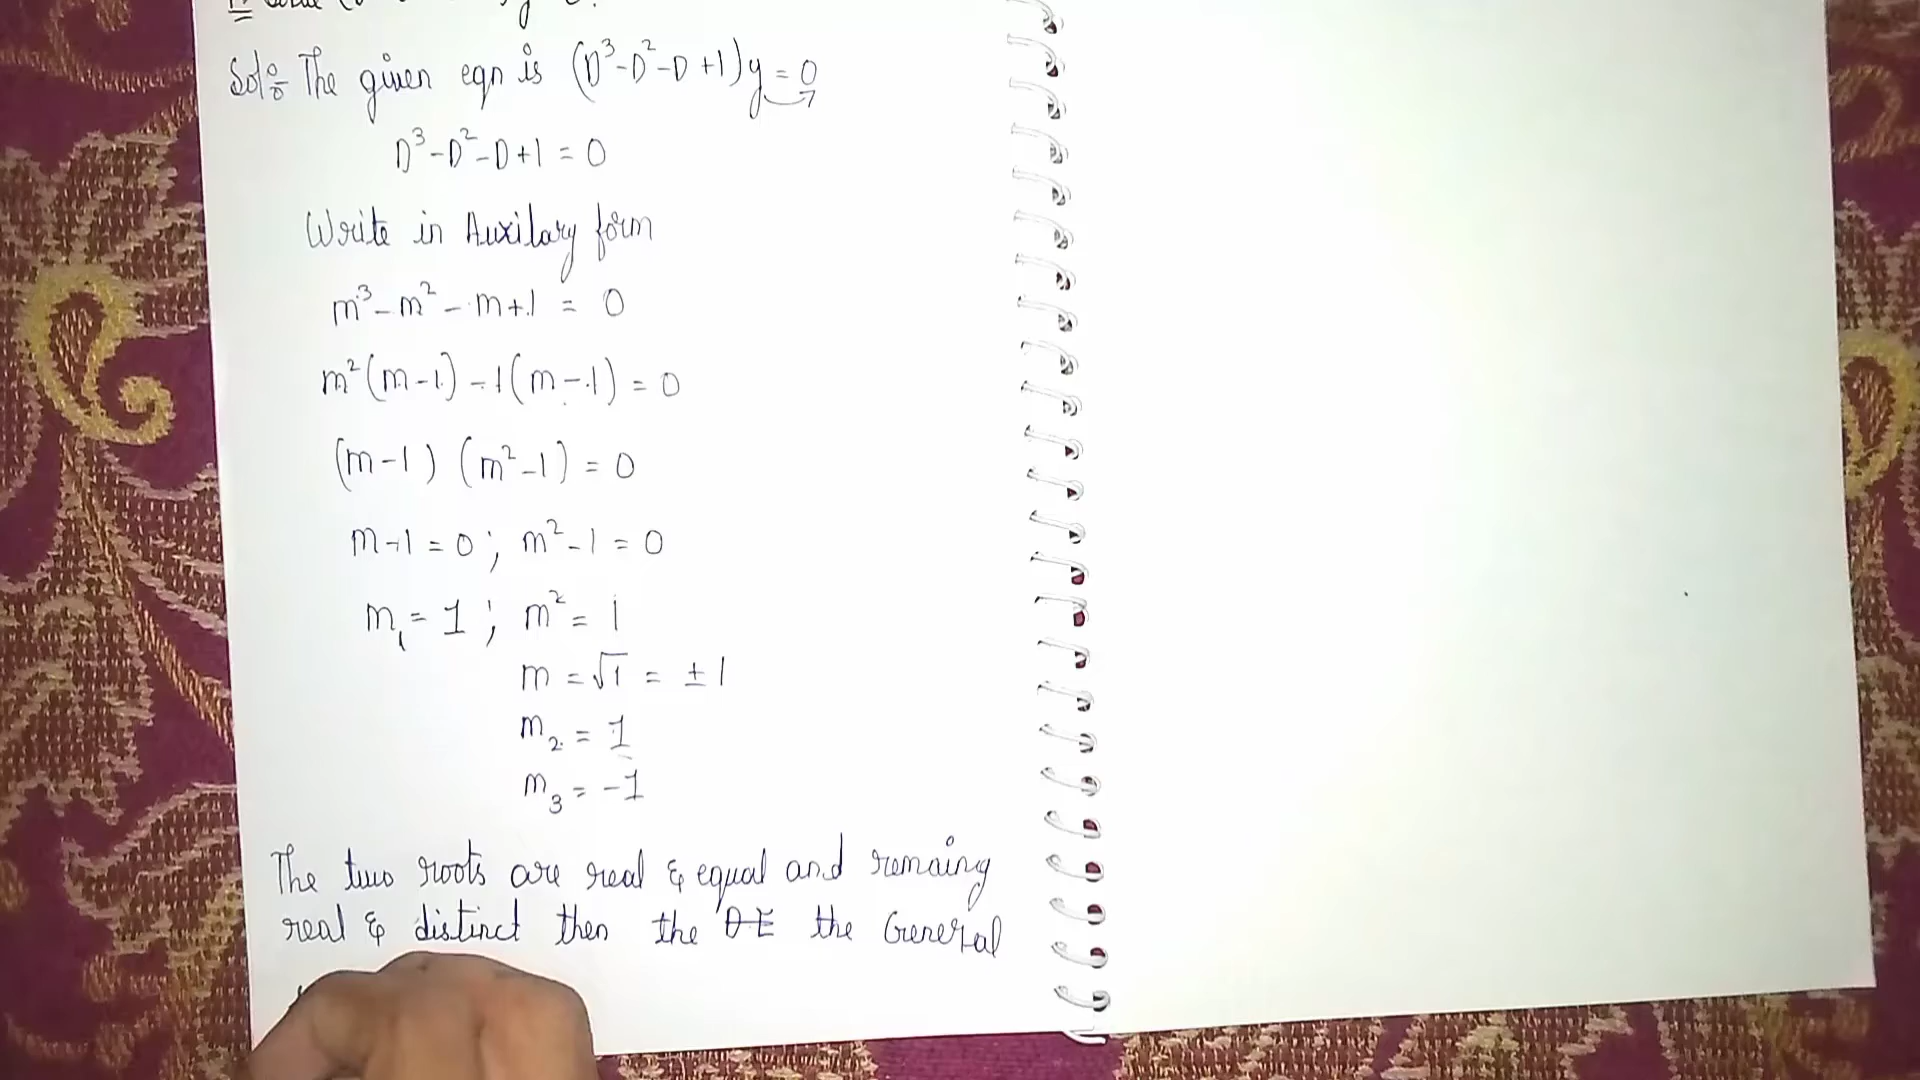 Sol:- The given eqn is (D³-D²-D+1)y=0
D³-D²-D+1=0
Write in Auxilary form
m³-m²-m+1=0
m²(m-1)-1(m-1)=0
(m-1)(m²-1)=0
m-1=0; m²-1=0
m₁=1; m²=1
m=√1=±1
m₂=1
m₃=-1
The two roots are real & equal and remaing
real & distinct then the DE the General